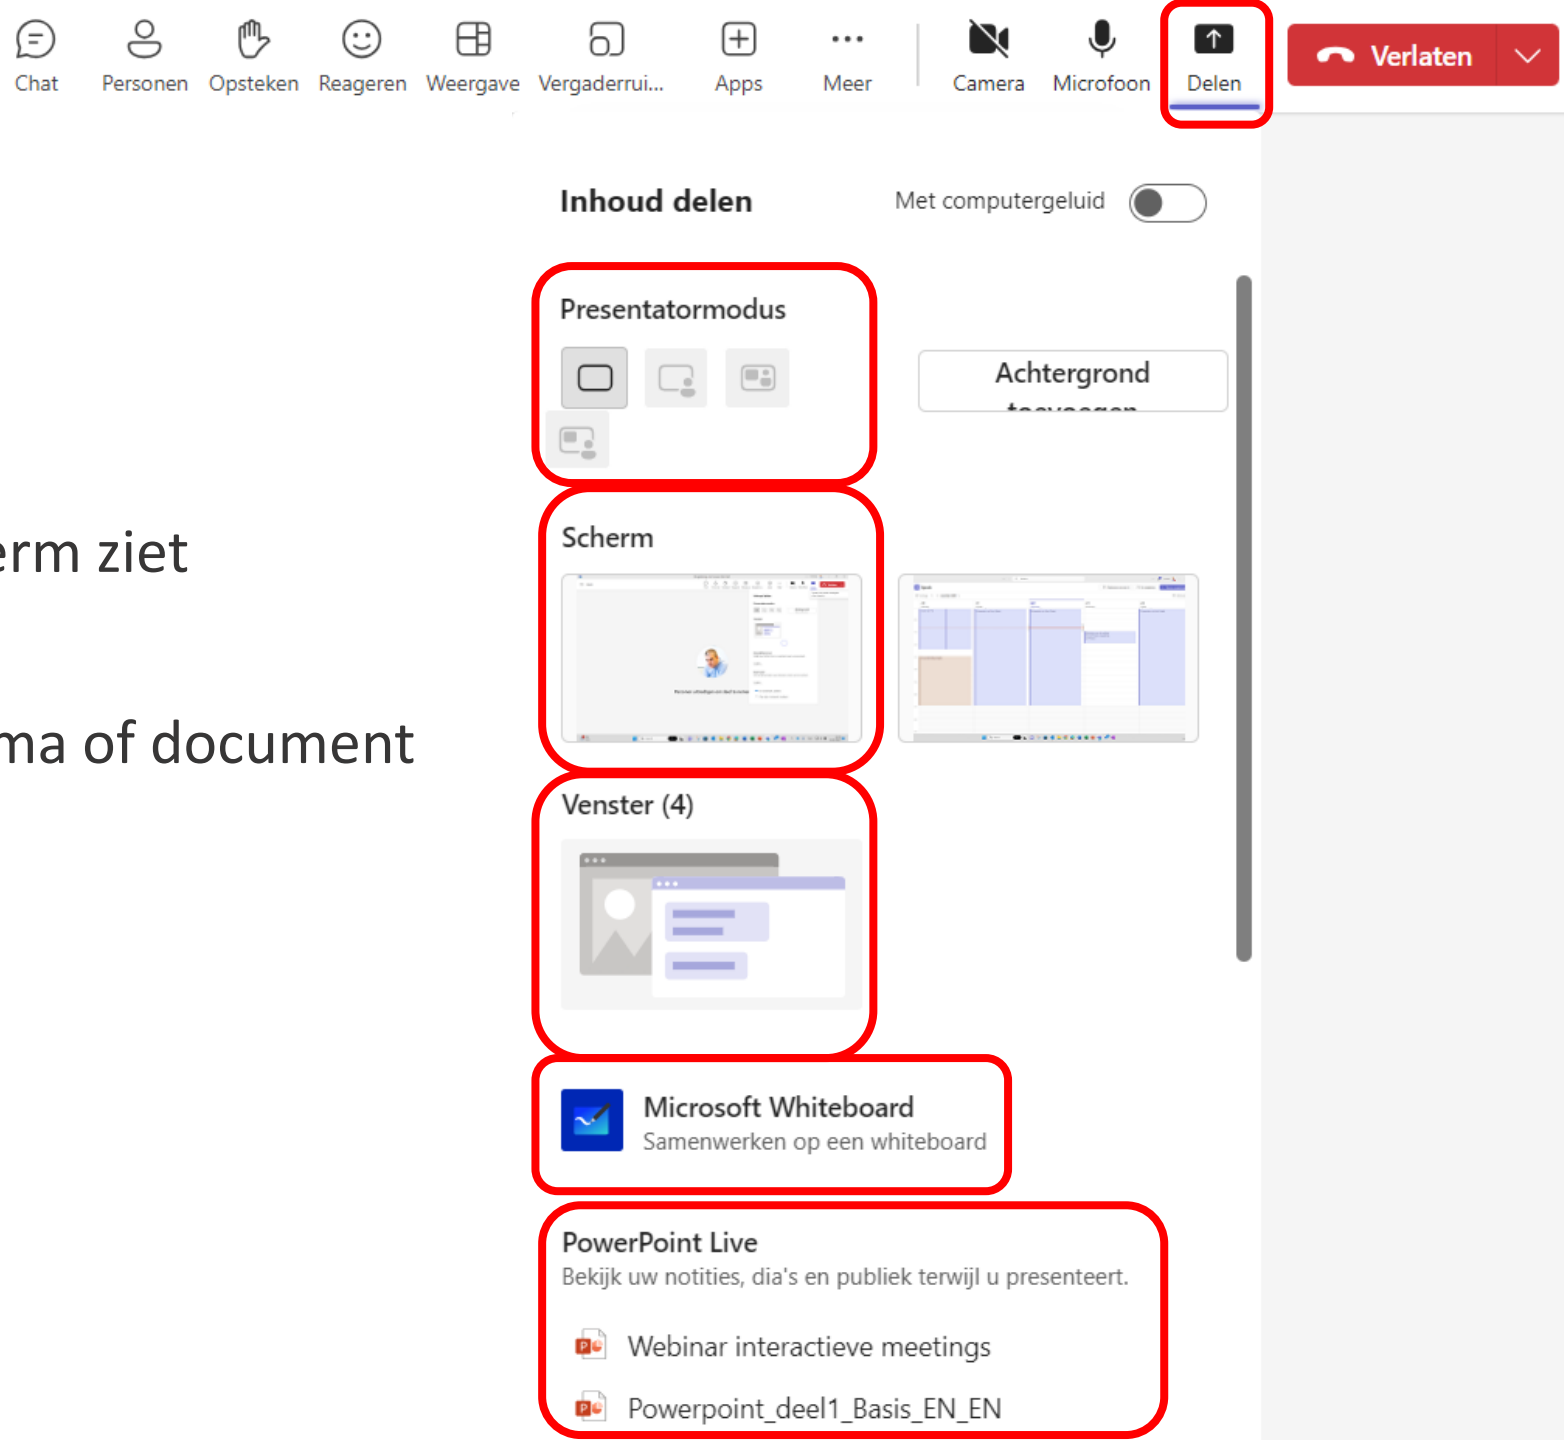 Chat Personen Opsteken Reageren Weergave Vergaderrui... Apps Meer Camera Microfoon Delen Verlaten
Inhoud delen Met computergeluid
Presentatormodus
Achtergrond
toevoegen
erm ziet
Scherm
ma of document
Venster (4)
Microsoft Whiteboard
Samenwerken op een whiteboard
PowerPoint Live
Bekijk uw notities, dia's en publiek terwijl u presenteert.
Webinar interactieve meetings
Powerpoint_deel1_Basis_EN_EN